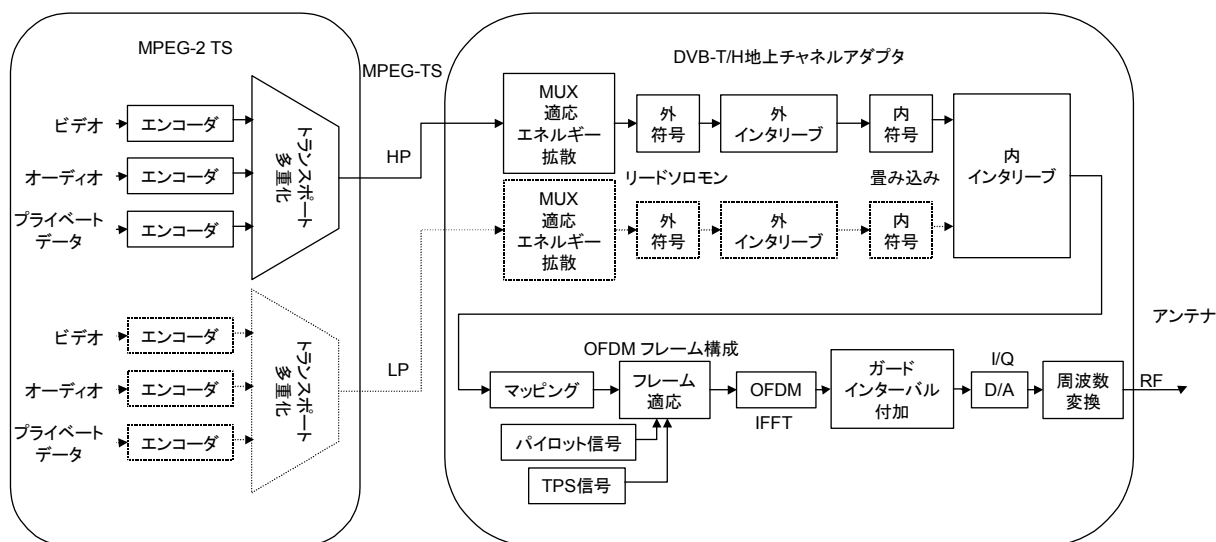 MPEG-2 TS
ビデオ
エンコーダ
オーディオ
エンコーダ
プライベート
データ
エンコーダ
トランスポート
多重化
ビデオ
エンコーダ
オーディオ
エンコーダ
プライベート
データ
エンコーダ
トランスポート
多重化
MPEG-TS
HP
LP
DVB-T/H地上チャネルアダプタ
MUX
適応
エネルギー
拡散
外
符号
外
インタリーブ
内
符号
内
インタリーブ
リードソロモン
畳み込み
MUX
適応
エネルギー
拡散
外
符号
外
インタリーブ
内
符号
OFDM フレーム構成
マッピング
フレーム
適応
パイロット信号
TPS信号
OFDM
IFFT
ガード
インターバル
付加
I/Q
D/A
周波数
変換
RF
アンテナ